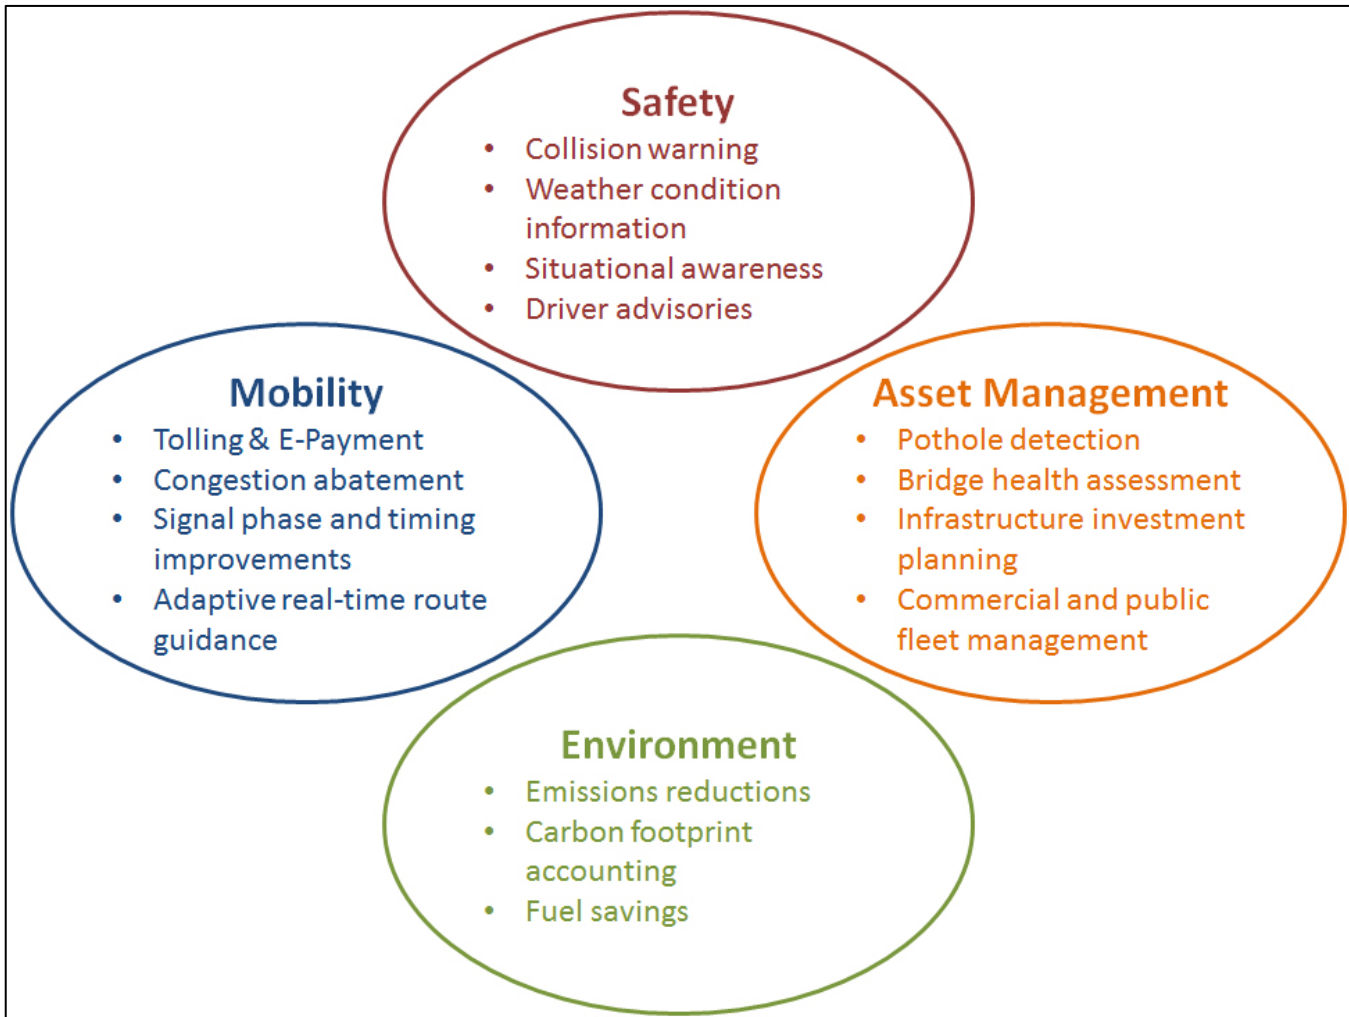 Safety
• Collision warning
• Weather condition
information
• Situational awareness
• Driver advisories
Mobility
• Tolling & E-Payment
• Congestion abatement
• Signal phase and timing
improvements
• Adaptive real-time route
guidance
Asset Management
• Pothole detection
• Bridge health assessment
• Infrastructure investment
planning
• Commercial and public
fleet management
Environment
• Emissions reductions
• Carbon footprint
accounting
• Fuel savings